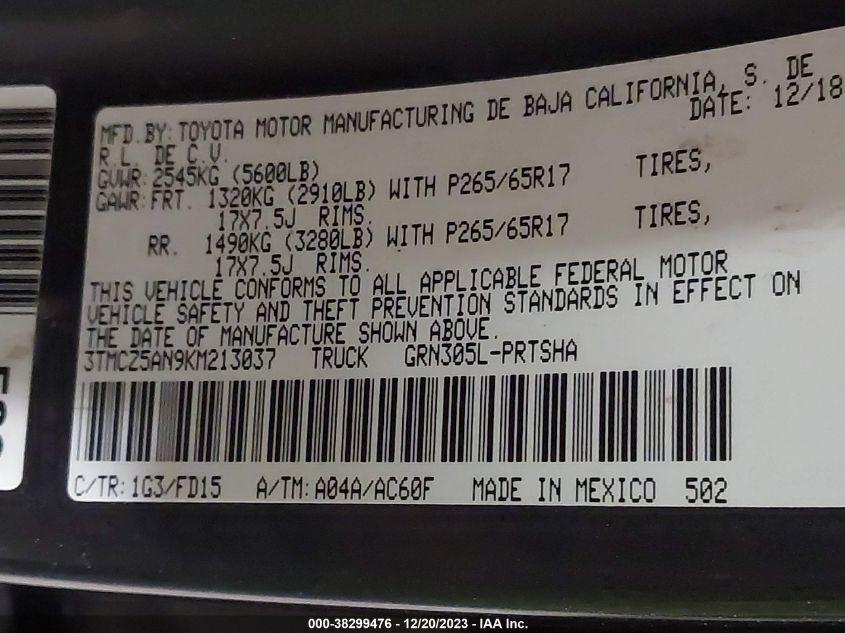 MFD.BY:TOYOTA MOTOR MANUFACTURING DE BAJA CALIFORNIA, S. DE
R.L. DE C.V. DATE: 12/18
GVWR:2545KG (5600LB)
GAWR:FRT. 1320KG (2910LB) WITH P265/65R17 TIRES,
17X7.5J RIMS.
RR. 1490KG (3280LB) WITH P265/65R17 TIRES,
17X7.5J RIMS.
THIS VEHICLE CONFORMS TO ALL APPLICABLE FEDERAL MOTOR
VEHICLE SAFETY AND THEFT PREVENTION STANDARDS IN EFFECT ON
THE DATE OF MANUFACTURE SHOWN ABOVE.
3TMCZ5AN9KM213037 TRUCK GRN305L-PRTSHA
C/TR:1G3/FD15 A/TM:A04A/AC60F MADE IN MEXICO 502
000-38299476 - 12/20/2023 - IAA Inc.